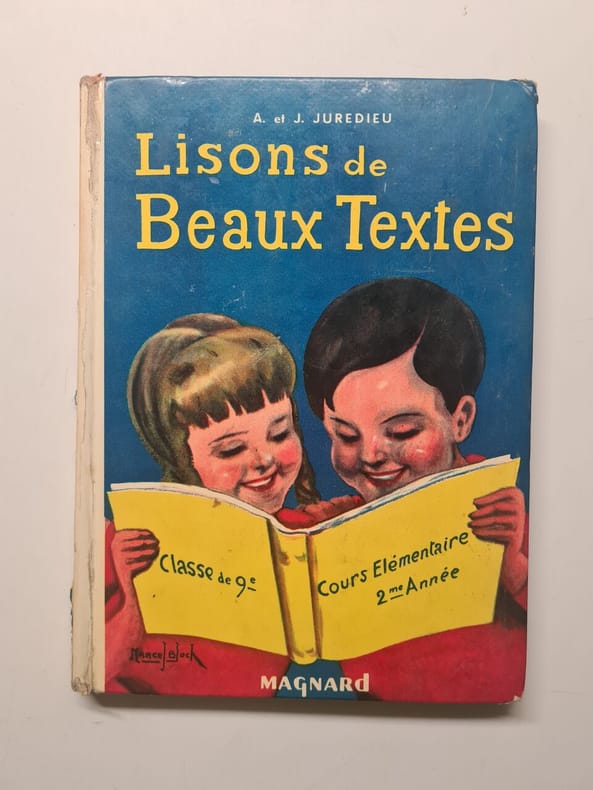 A. et J. JUREDIEU
Lisons de
Beaux Textes
Classe de 9e
Cours Elémentaire
2me Année
Marcel Bloch
MAGNARd